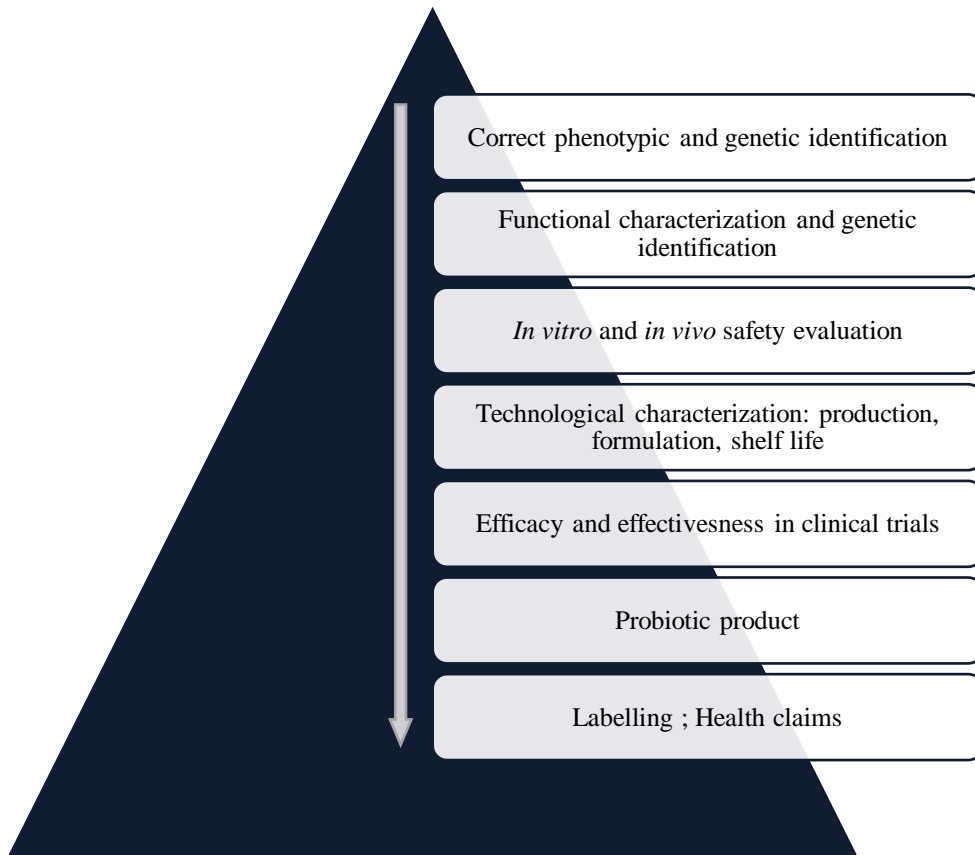 Correct phenotypic and genetic identification
Functional characterization and genetic
identification
In vitro and in vivo safety evaluation
Technological characterization: production,
formulation, shelf life
Efficacy and effectivesness in clinical trials
Probiotic product
Labelling ; Health claims